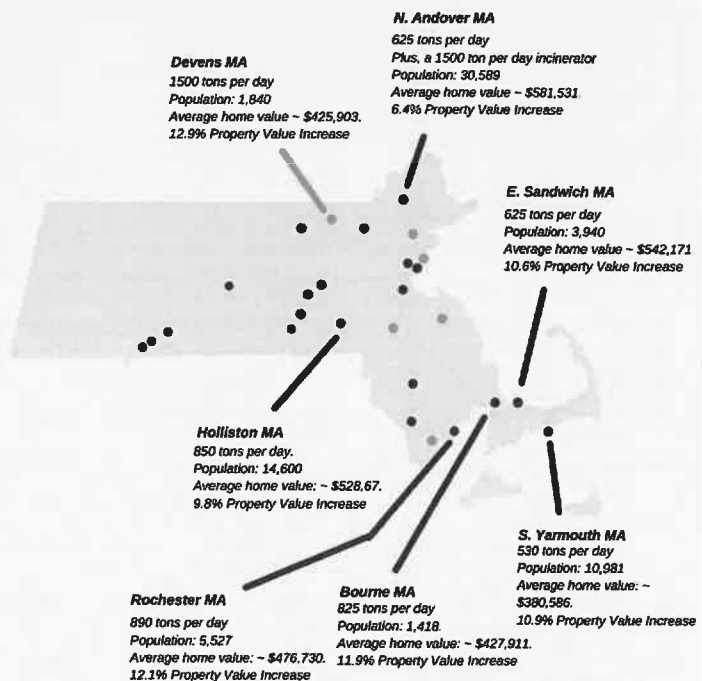 N. Andover MA
625 tons per day
Plus, a 1500 ton per day incinerator
Population: 30,589
Average home value ~ $581,531
6.4% Property Value Increase
Devens MA
1500 tons per day
Population: 1,840
Average home value ~ $425,903.
12.9% Property Value Increase
E. Sandwich MA
625 tons per day
Population: 3,940
Average home value ~ $542,171
10.6% Property Value Increase
Holliston MA
850 tons per day.
Population: 14,600
Average home value: ~ $528,67.
9.8% Property Value Increase
S. Yarmouth MA
530 tons per day
Population: 10,981
Average home value: ~
$380,586.
10.9% Property Value Increase
Rochester MA
890 tons per day
Population: 5,527
Average home value: ~ $476,730.
12.1% Property Value Increase
Bourne MA
825 tons per day
Population: 1,418.
Average home value: ~ $427,911.
11.9% Property Value Increase